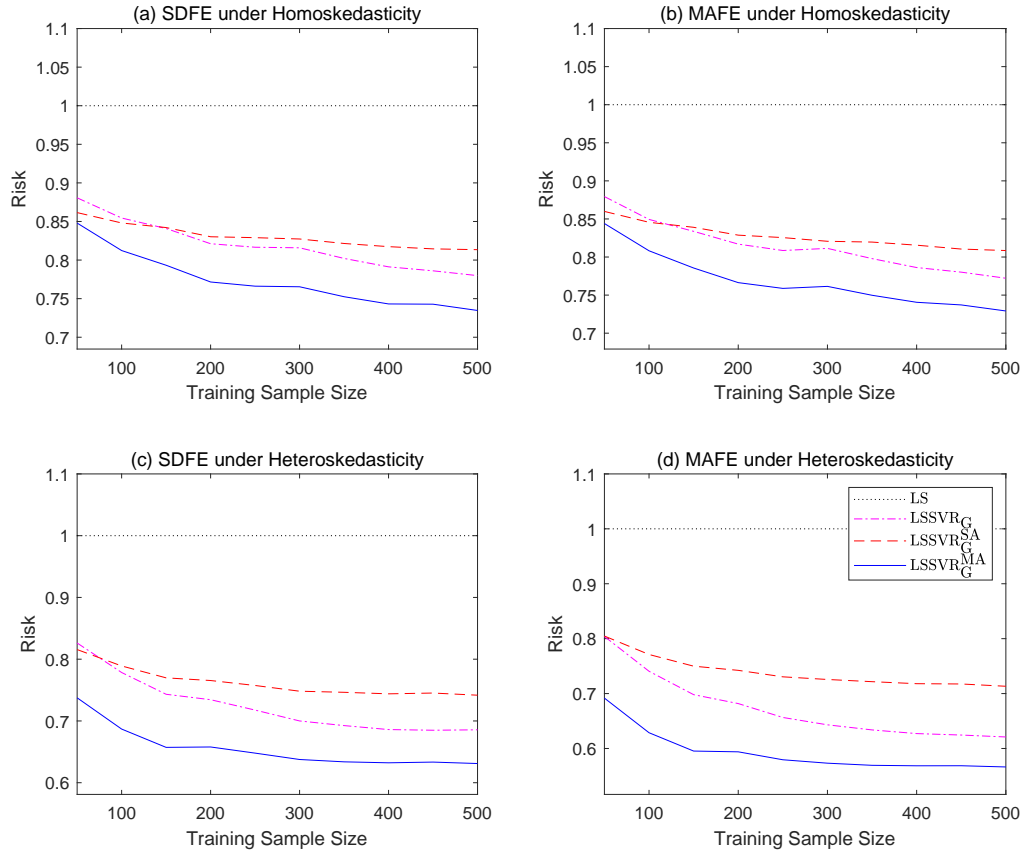 (a) SDFE under Homoskedasticity
1.1
1.05
1
0.95
0.9
0.85
0.8
0.75
0.7
Risk
100 200 300 400 500
Training Sample Size
(b) MAFE under Homoskedasticity
1.1
1.05
1
0.95
0.9
0.85
0.8
0.75
0.7
Risk
100 200 300 400 500
Training Sample Size
(c) SDFE under Heteroskedasticity
1.1
1
0.9
0.8
0.7
0.6
Risk
100 200 300 400 500
Training Sample Size
(d) MAFE under Heteroskedasticity
1.1
1
0.9
0.8
0.7
0.6
Risk
LS
LSSVR_G
LSSVR_G^SA
LSSVR_G^MA
100 200 300 400 500
Training Sample Size